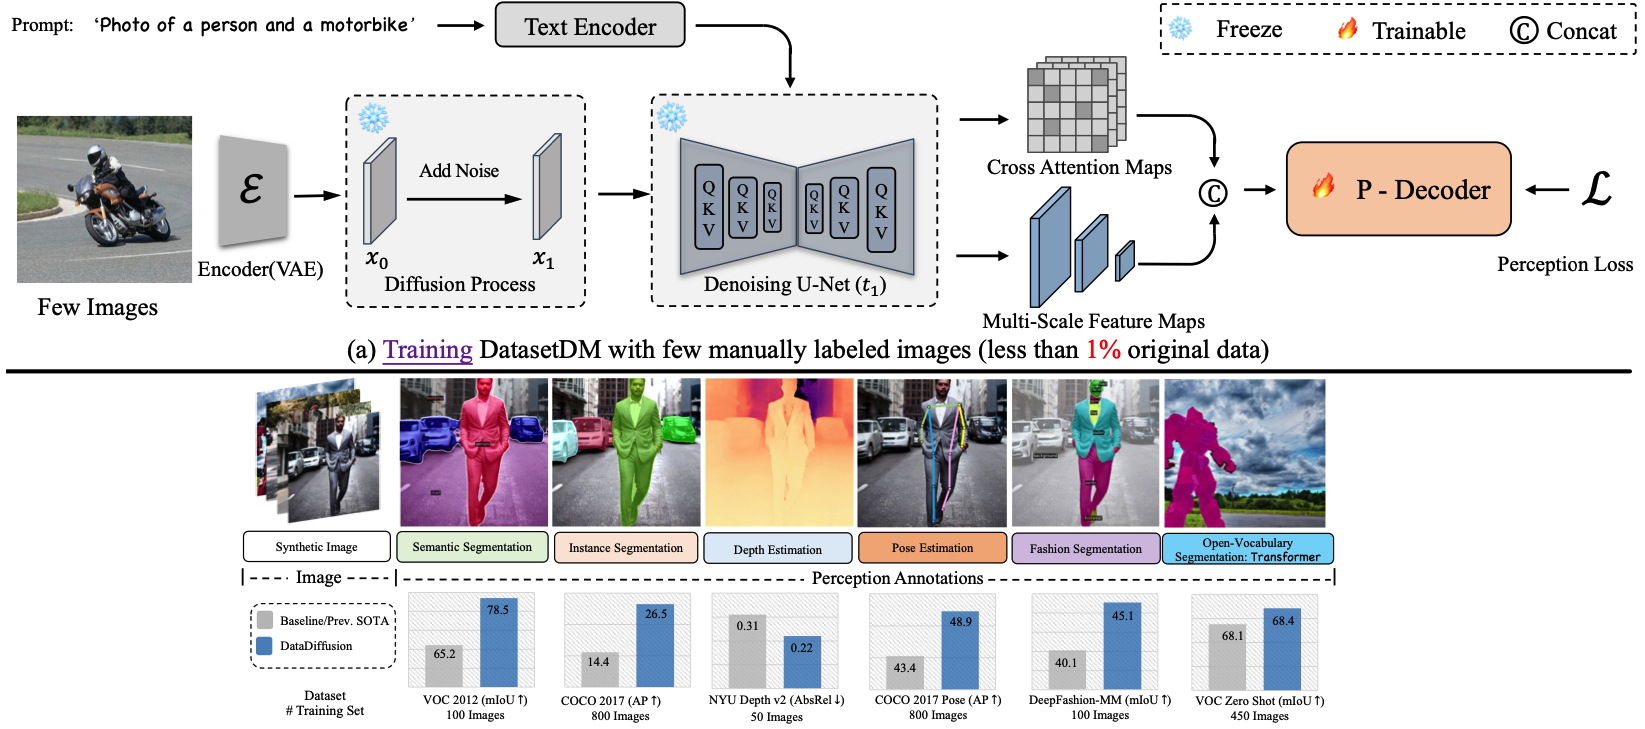 Prompt: 'Photo of a person and a motorbike'
Text Encoder
Freeze
Trainable
C Concat
Few Images
ℰ
Encoder(VAE)
Add Noise
x₀
x₁
Diffusion Process
Q K V
Q K V
Q K V
Q K V
Q K V
Q K V
Denoising U-Net (t₁)
Cross Attention Maps
Multi-Scale Feature Maps
C
P - Decoder
ℒ
Perception Loss
(a) Training DatasetDM with few manually labeled images (less than 1% original data)
Synthetic Image
Semantic Segmentation
Instance Segmentation
Depth Estimation
Pose Estimation
Fashion Segmentation
Open-Vocabulary
Segmentation: Transformer
Image
Perception Annotations
Baseline/Prev. SOTA
DataDiffusion
Dataset
# Training Set
65.2
78.5
VOC 2012 (mIoU↑)
100 Images
14.4
26.5
COCO 2017 (AP↑)
800 Images
0.31
0.22
NYU Depth v2 (AbsRel↓)
50 Images
43.4
48.9
COCO 2017 Pose (AP↑)
800 Images
40.1
45.1
DeepFashion-MM (mIoU↑)
100 Images
68.1
68.4
VOC Zero Shot (mIoU↑)
450 Images